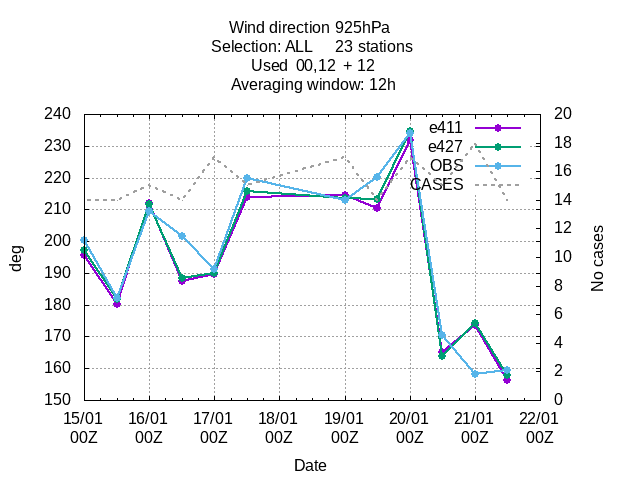 Wind direction 925hPa
Selection: ALL 23 stations
Used 00,12 + 12
Averaging window: 12h
e411
e427
OBS
CASES
240
230
220
210
200
190
180
170
160
150
20
18
16
14
12
10
8
6
4
2
0
deg
No cases
15/01 16/01 17/01 18/01 19/01 20/01 21/01 22/01
00Z 00Z 00Z 00Z 00Z 00Z 00Z 00Z
Date